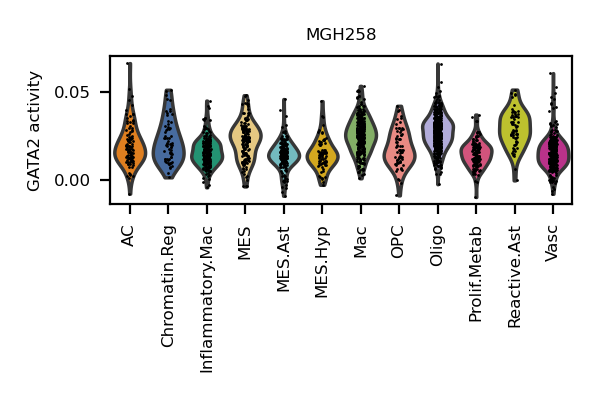 MGH258
GATA2 activity
0.05
0.00
AC
Chromatin.Reg
Inflammatory.Mac
MES
MES.Ast
MES.Hyp
Mac
OPC
Oligo
Prolif.Metab
Reactive.Ast
Vasc